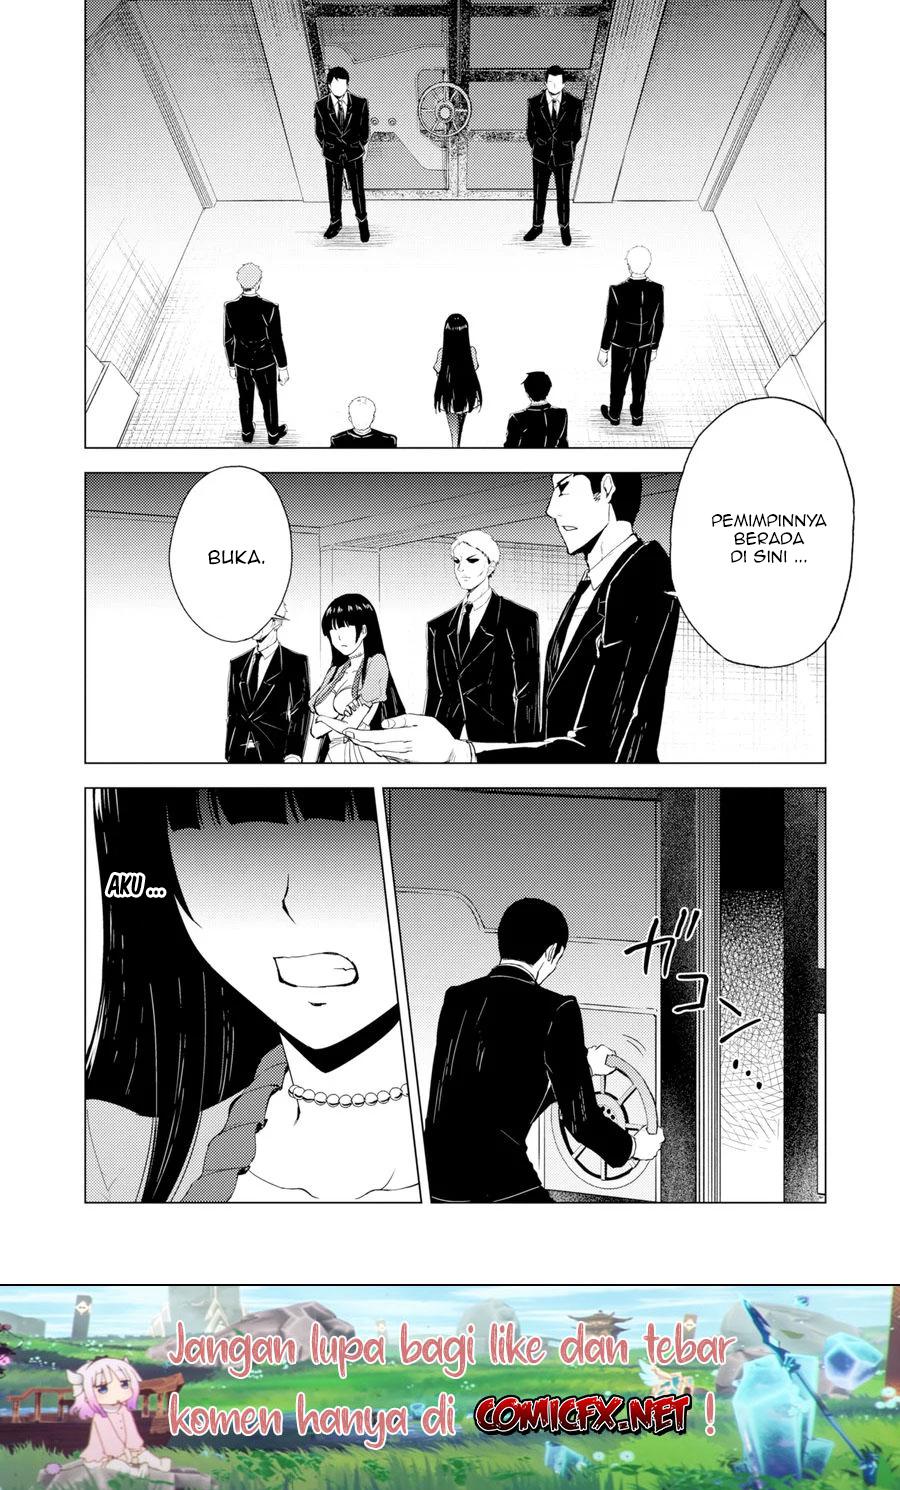 PEMIMPINNYA
BERADA
DI SINI ...
BUKA.
AKU ...
ガコン...
Jangan lupa bagi like dan tebar
komen hanya di COMICFX.NET !